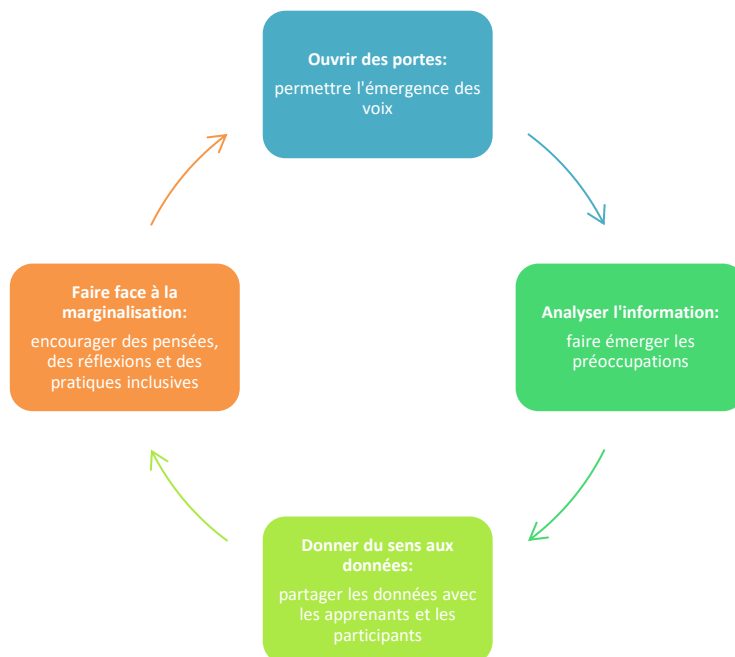 Ouvrir des portes:
permettre l'émergence des
voix
Analyser l'information:
faire émerger les
préoccupations
Donner du sens aux
données:
partager les données avec
les apprenants et les
participants
Faire face à la
marginalisation:
encourager des pensées,
des réflexions et des
pratiques inclusives